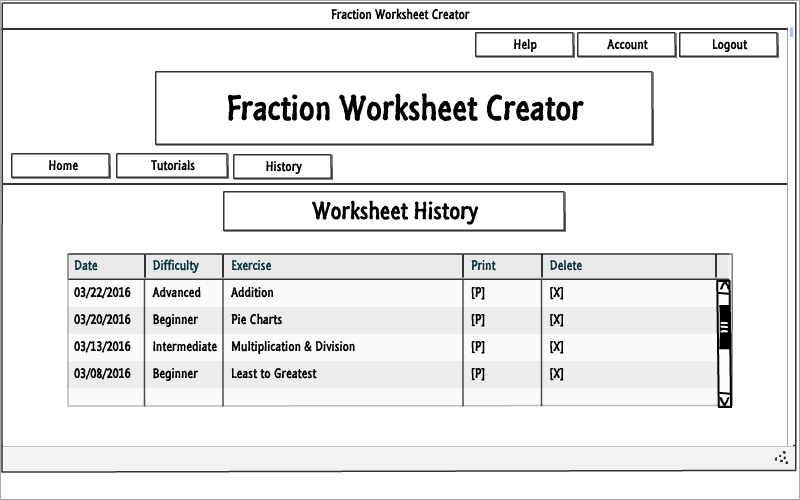 Fraction Worksheet Creator
Help Account Logout
Fraction Worksheet Creator
Home Tutorials History
Worksheet History
Date Difficulty Exercise Print Delete
03/22/2016 Advanced Addition [P] [X]
03/20/2016 Beginner Pie Charts [P] [X]
03/13/2016 Intermediate Multiplication & Division [P] [X]
03/08/2016 Beginner Least to Greatest [P] [X]